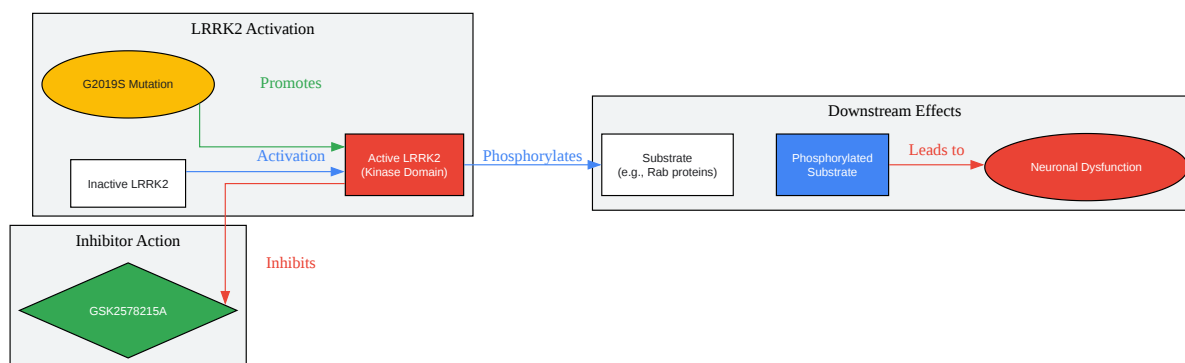 LRRK2 Activation
G2019S Mutation
Promotes
Inactive LRRK2
Activation
Active LRRK2
(Kinase Domain)
Phosphorylates
Downstream Effects
Substrate
(e.g., Rab proteins)
Phosphorylated
Substrate
Leads to
Neuronal Dysfunction
Inhibitor Action
Inhibits
GSK2578215A